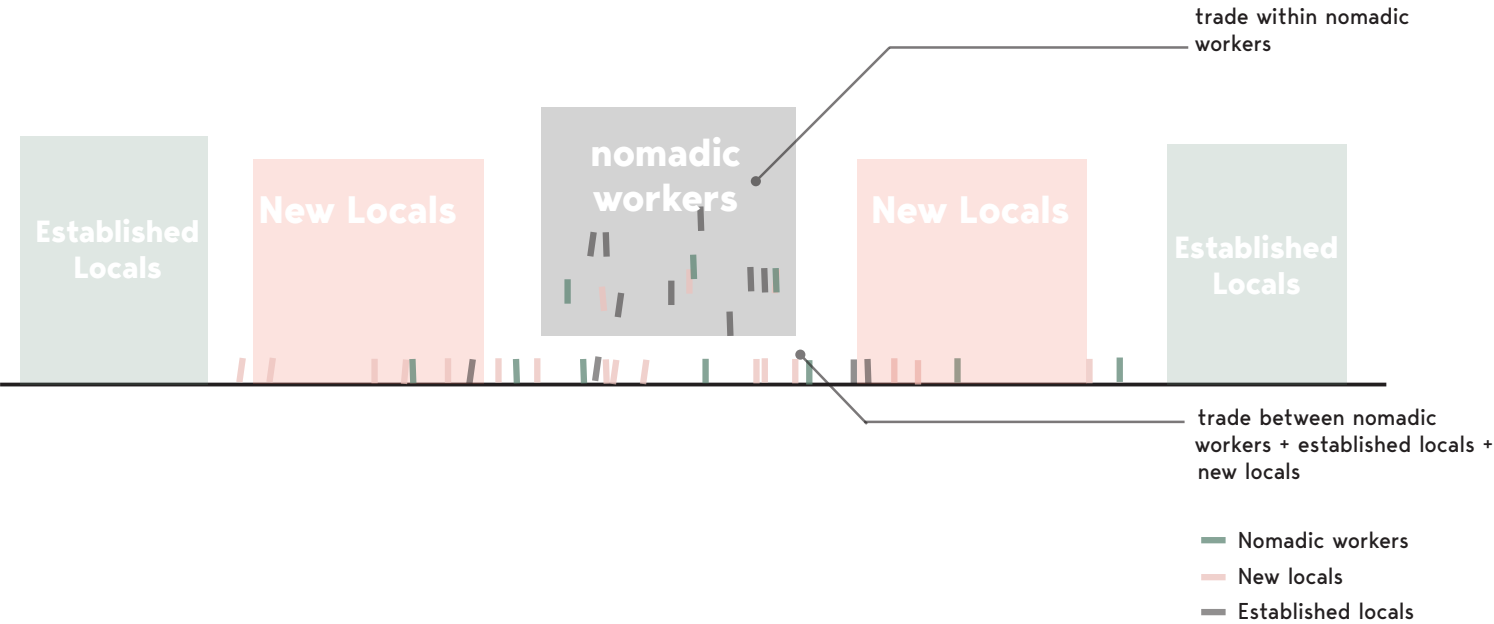 trade within nomadic
workers
nomadic
workers
New Locals
New Locals
Established
Locals
Established
Locals
trade between nomadic
workers + established locals +
new locals
Nomadic workers
New locals
Established locals